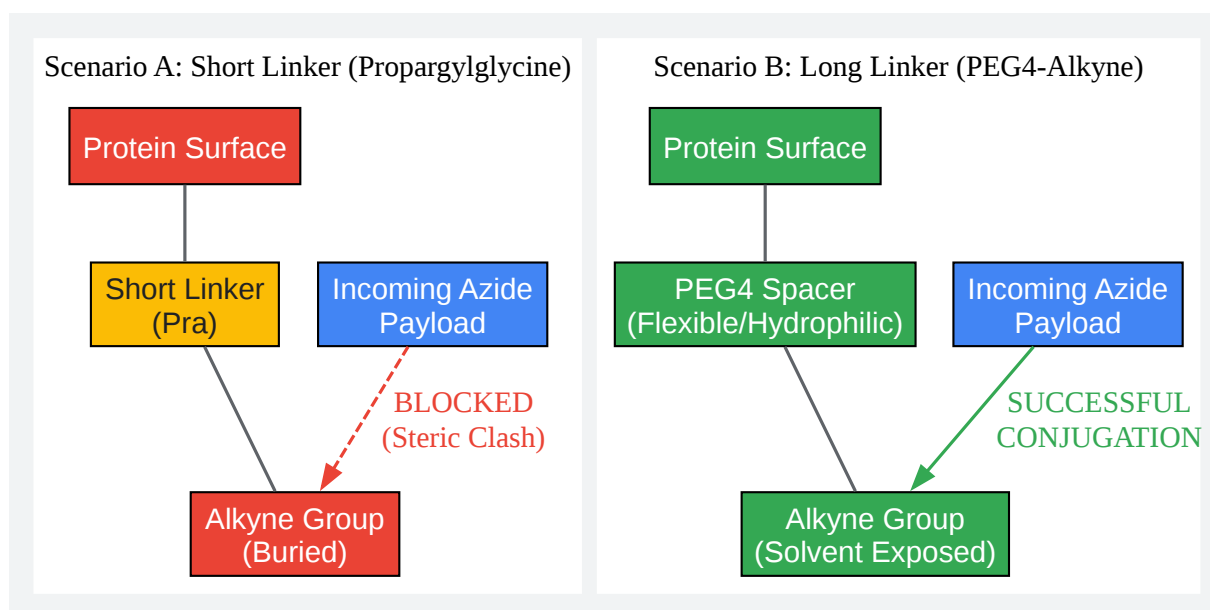 Scenario A: Short Linker (Propargylglycine)
Protein Surface
Short Linker
(Pra)
Incoming Azide
Payload
BLOCKED
(Steric Clash)
Alkyne Group
(Buried)
Scenario B: Long Linker (PEG4-Alkyne)
Protein Surface
PEG4 Spacer
(Flexible/Hydrophilic)
Incoming Azide
Payload
SUCCESSFUL
CONJUGATION
Alkyne Group
(Solvent Exposed)